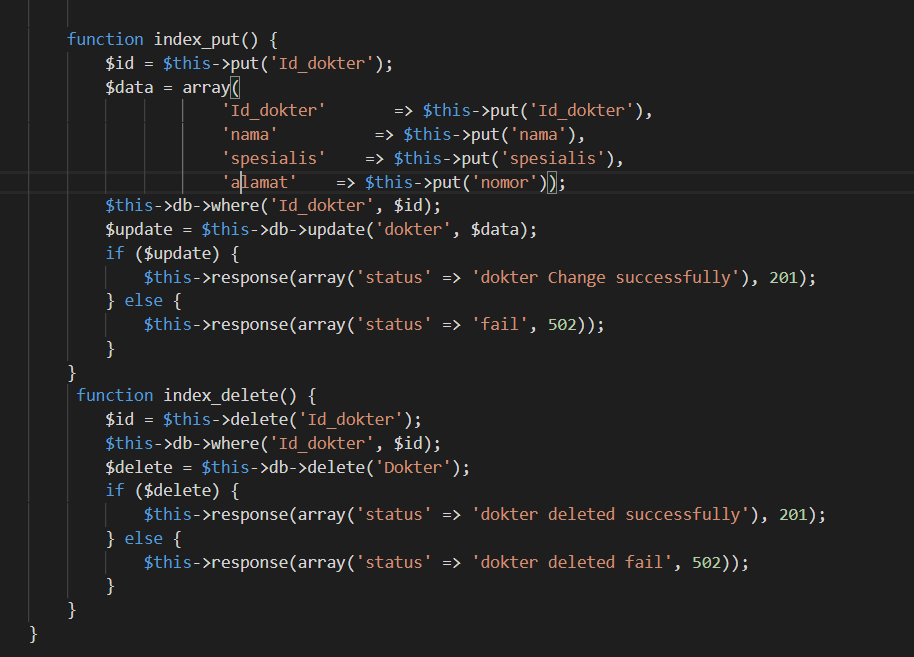 function index_put() {
$id = $this->put('Id_dokter');
$data = array(
'Id_dokter' => $this->put('Id_dokter'),
'nama' => $this->put('nama'),
'spesialis' => $this->put('spesialis'),
'alamat' => $this->put('nomor'));
$this->db->where('Id_dokter', $id);
$update = $this->db->update('dokter', $data);
if ($update) {
$this->response(array('status' => 'dokter Change successfully'), 201);
} else {
$this->response(array('status' => 'fail', 502));
}
}
function index_delete() {
$id = $this->delete('Id_dokter');
$this->db->where('Id_dokter', $id);
$delete = $this->db->delete('Dokter');
if ($delete) {
$this->response(array('status' => 'dokter deleted successfully'), 201);
} else {
$this->response(array('status' => 'dokter deleted fail', 502));
}
}
}